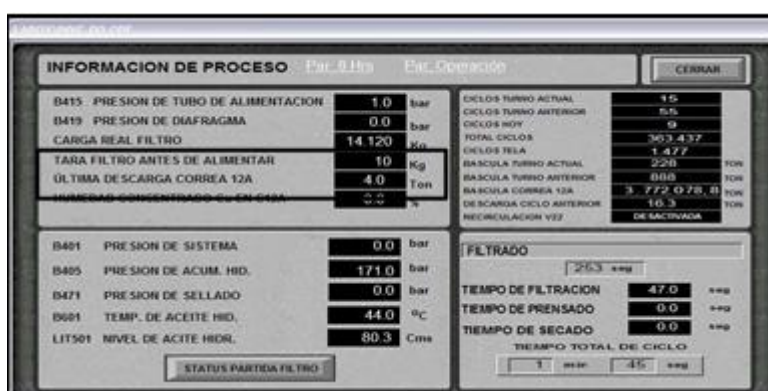 INFORMACION DE PROCESO Par. 8 Hrs Par. Operación CERRAR
B415 PRESION DE TUBO DE ALIMENTACION 1.0 bar
B419 PRESION DE DIAFRAGMA 0.0 bar
CARGA REAL FILTRO 14.120 Kg
TARA FILTRO ANTES DE ALIMENTAR 10 Kg
ÚLTIMA DESCARGA CORREA 12A 4.0 Ton
HUMEDAD CONCENTRADO Cu EN C12A 0.0 %
CICLOS TURNO ACTUAL 15
CICLOS TURNO ANTERIOR 55
CICLOS HOY 9
TOTAL CICLOS 363.437
CICLOS TELA 1.477
BASCULA TURNO ACTUAL 228 TON
BASCULA TURNO ANTERIOR 888 TON
BASCULA CORREA 12A 3.772.078,8 TON
DESCARGA CICLO ANTERIOR 16.3 TON
RECIRCULACION V22 DESACTIVADA
B401 PRESION DE SISTEMA 0.0 bar
B405 PRESION DE ACUM. HID. 171.0 bar
B471 PRESION DE SELLADO 0.0 bar
B601 TEMP. DE ACEITE HID. 44.0 ºC
LIT501 NIVEL DE ACITE HIDR. 80.3 Cms
STATUS PARTIDA FILTRO
FILTRADO
253 seg
TIEMPO DE FILTRACION 47.0 seg
TIEMPO DE PRENSADO 0.0 seg
TIEMPO DE SECADO 0.0 seg
TIEMPO TOTAL DE CICLO
1 min 45 seg